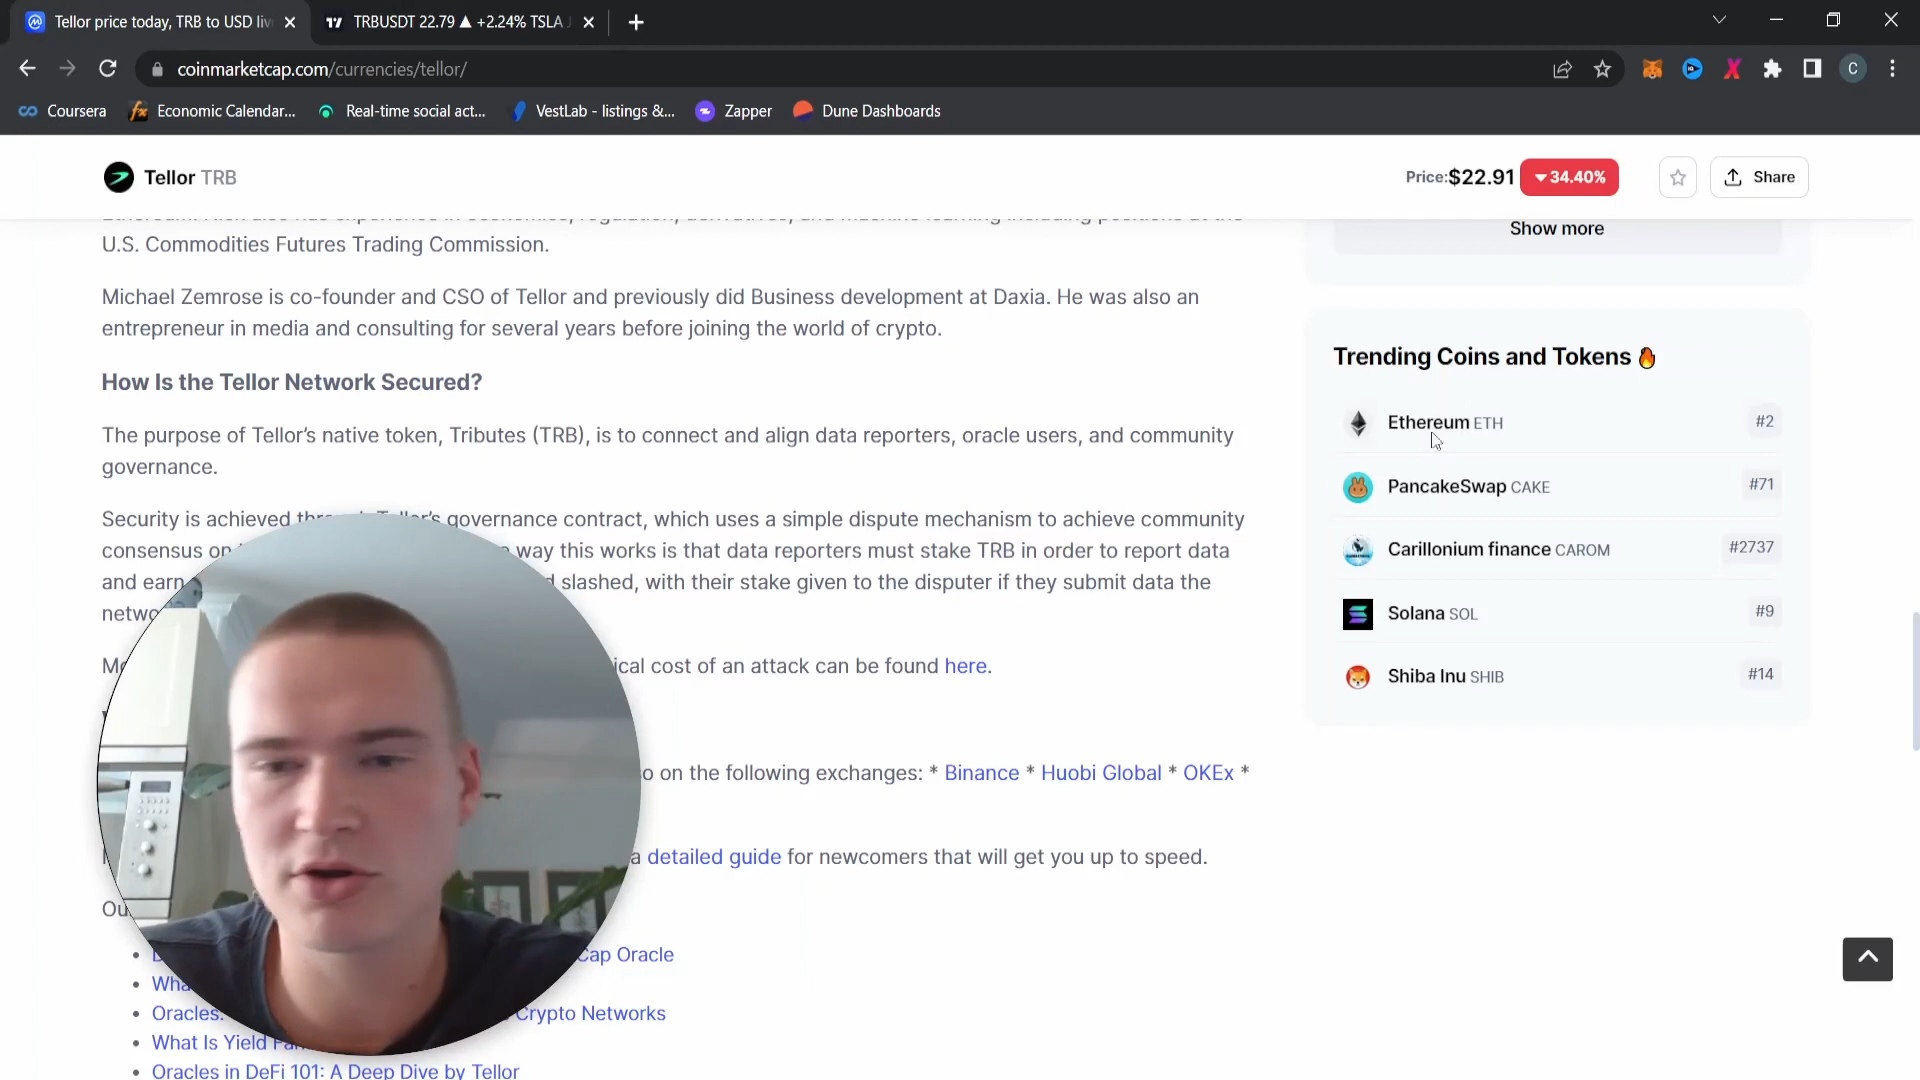 Tellor price today, TRB to USD liv
TRBUSDT 22.79 ▲ +2.24% TSLA
coinmarketcap.com/currencies/tellor/
C
Coursera
Economic Calendar...
Real-time social act...
VestLab - listings &...
Zapper
Dune Dashboards
Tellor TRB
Price:$22.91
34.40%
Share
U.S. Commodities Futures Trading Commission.
Michael Zemrose is co-founder and CSO of Tellor and previously did Business development at Daxia. He was also an
entrepreneur in media and consulting for several years before joining the world of crypto.
How Is the Tellor Network Secured?
The purpose of Tellor's native token, Tributes (TRB), is to connect and align data reporters, oracle users, and community
governance.
Security is achieved through Tellor's governance contract, which uses a simple dispute mechanism to achieve community
consensus on way this works is that data reporters must stake TRB in order to report data
and earn slashed, with their stake given to the disputer if they submit data the
netwo
cost of an attack can be found here.
on the following exchanges: * Binance * Huobi Global * OKEx *
a detailed guide for newcomers that will get you up to speed.
Ou
Cap Oracle
Wha
Oracles: Crypto Networks
What Is Yield Far
Oracles in DeFi 101: A Deep Dive by Tellor
Show more
Trending Coins and Tokens
Ethereum ETH #2
PancakeSwap CAKE #71
Carillonium finance CAROM #2737
Solana SOL #9
Shiba Inu SHIB #14